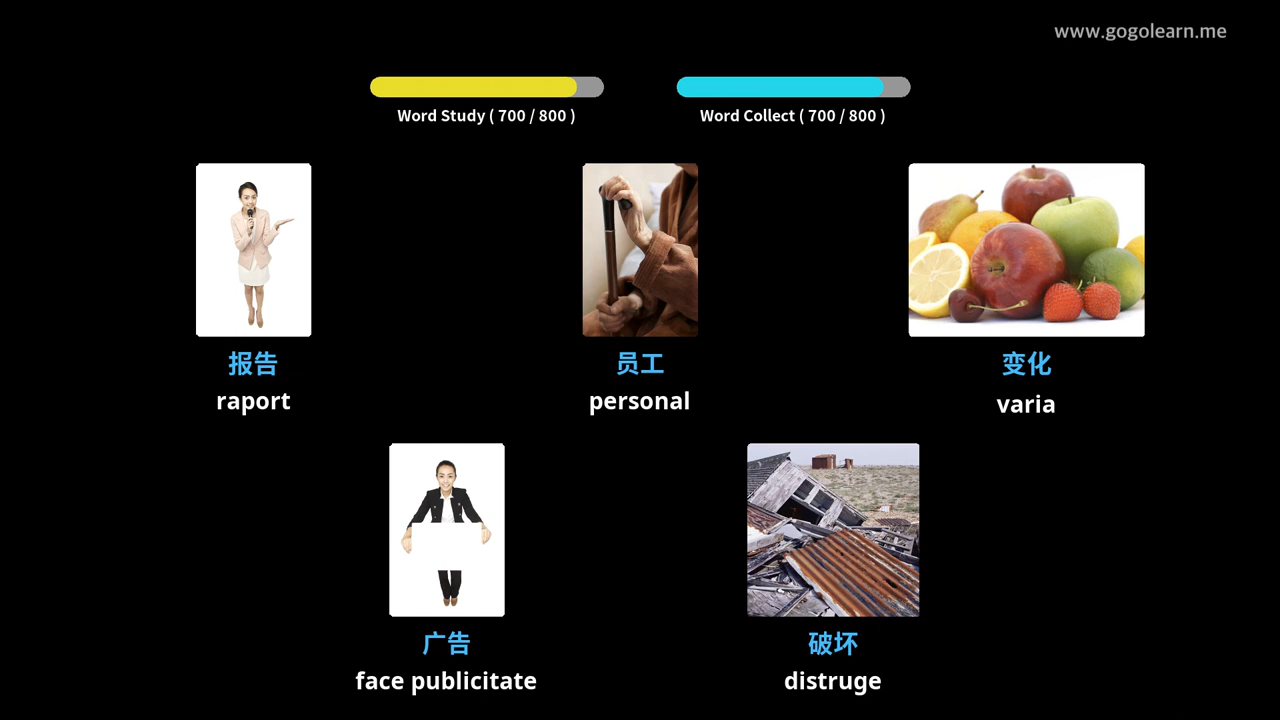 www.gogolearn.me
Word Study ( 700 / 800 )
Word Collect ( 700 / 800 )
报告
raport
员工
personal
变化
varia
广告
face publicitate
破坏
distruge